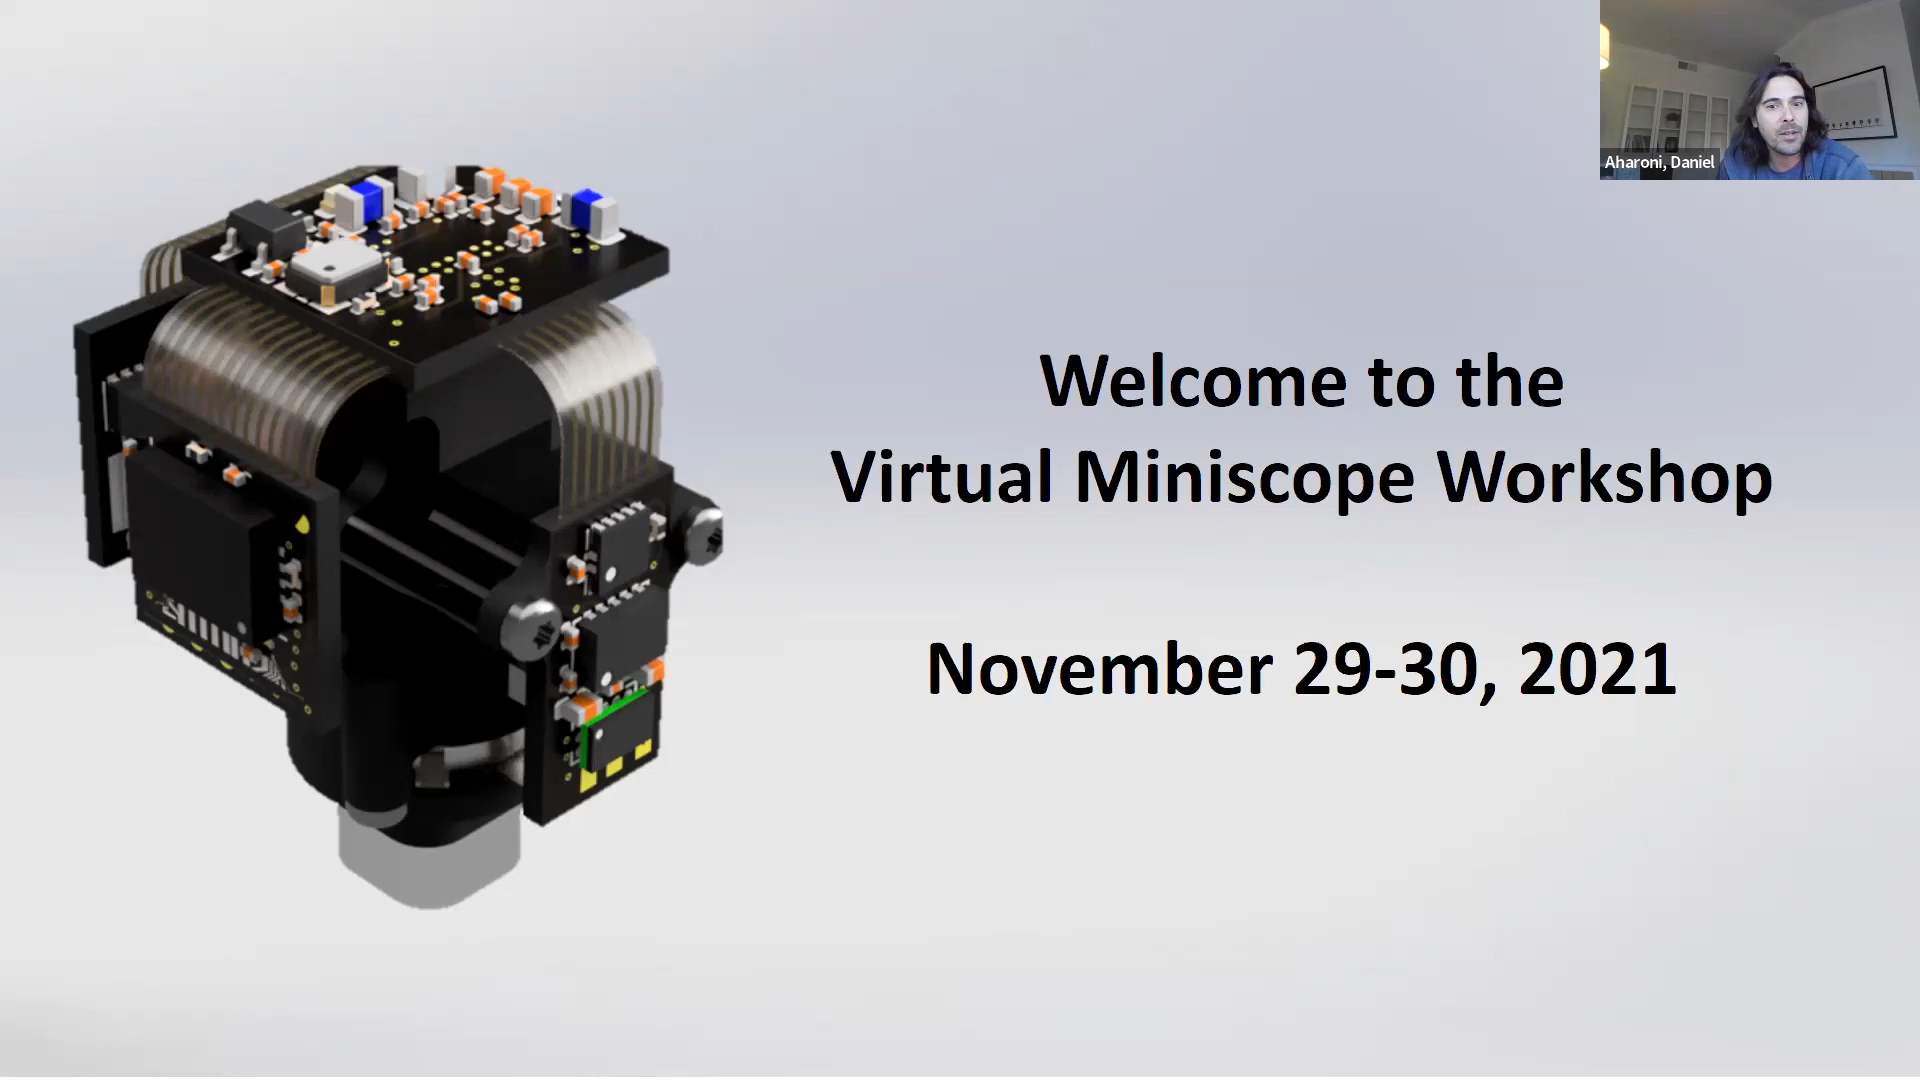 Aharoni, Daniel
Welcome to the
Virtual Miniscope Workshop
November 29-30, 2021